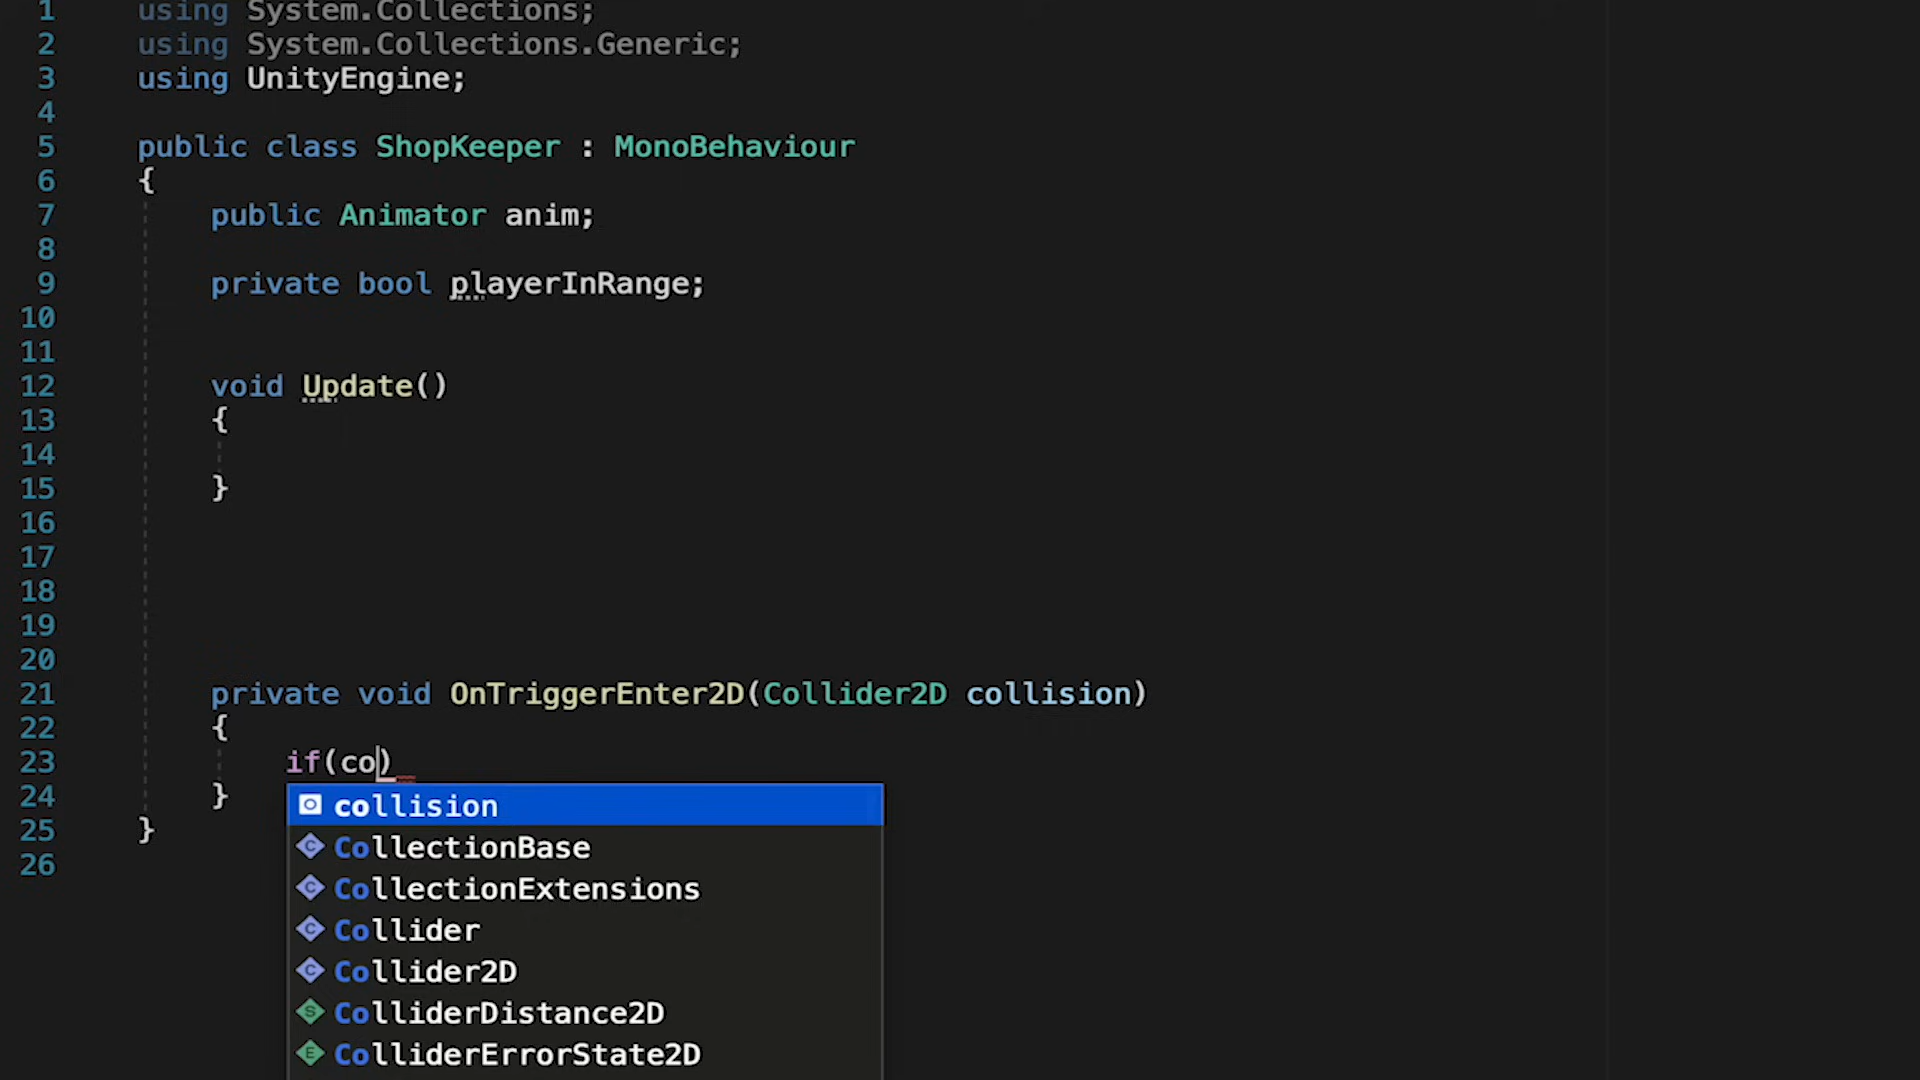 1 using System.Collections;
2 using System.Collections.Generic;
3 using UnityEngine;
4
5 public class ShopKeeper : MonoBehaviour
6 {
7 public Animator anim;
8
9 private bool playerInRange;
10
11
12 void Update()
13 {
14
15 }
16
17
18
19
20
21 private void OnTriggerEnter2D(Collider2D collision)
22 {
23 if(co)
24 }
25 }
26
collision
C CollectionBase
C CollectionExtensions
C Collider
C Collider2D
S ColliderDistance2D
E ColliderErrorState2D